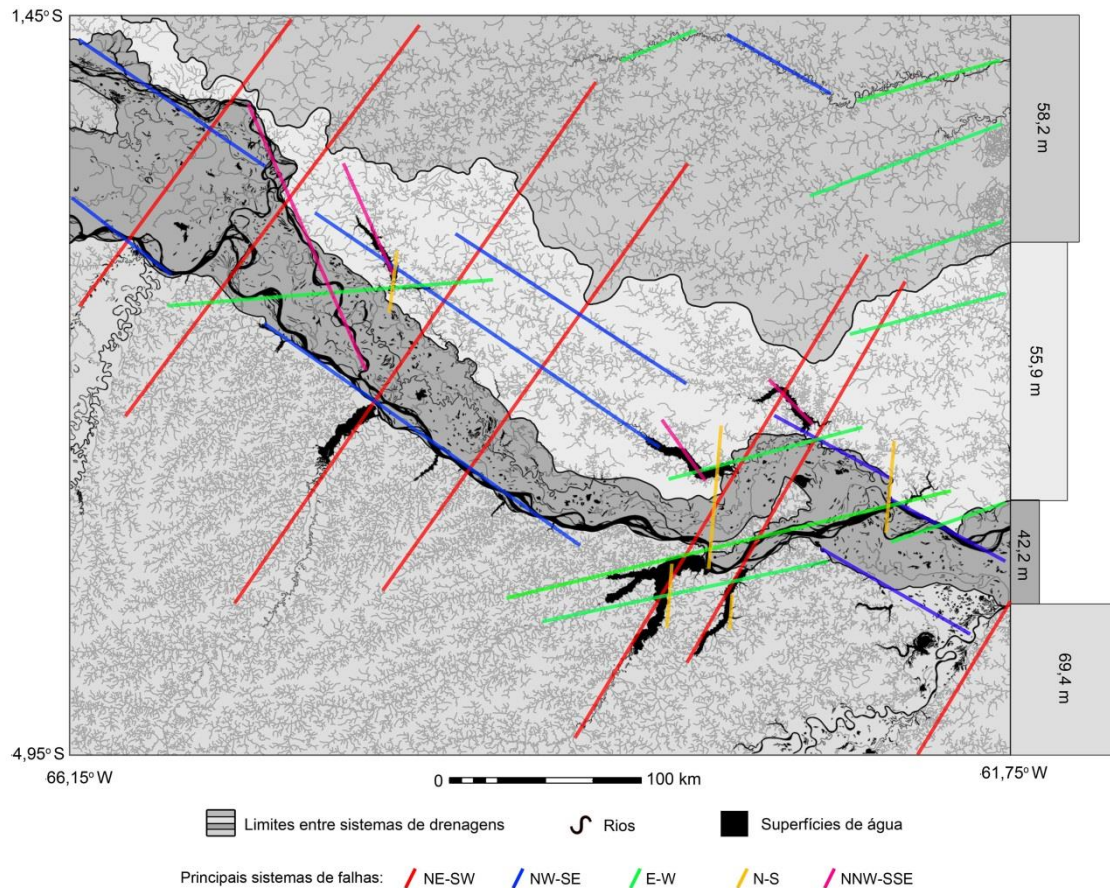 1,45° S
58,2 m
55,9 m
42,2 m
69,4 m
4,95° S
66,15° W
61,75° W
0 100 km
Limites entre sistemas de drenagens Rios Superfícies de água
Principais sistemas de falhas: NE-SW NW-SE E-W N-S NNW-SSE